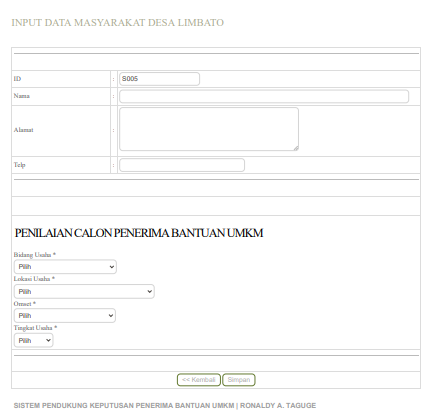 INPUT DATA MASYARAKAT DESA LIMBATO
ID : S005
Nama :
Alamat :
Telp :
PENILAIAN CALON PENERIMA BANTUAN UMKM
Bidang Usaha *
Pilih
Lokasi Usaha *
Pilih
Omset *
Pilih
Tingkat Usaha *
Pilih
<< Kembali Simpan
SISTEM PENDUKUNG KEPUTUSAN PENERIMA BANTUAN UMKM | RONALDY A. TAGUGE